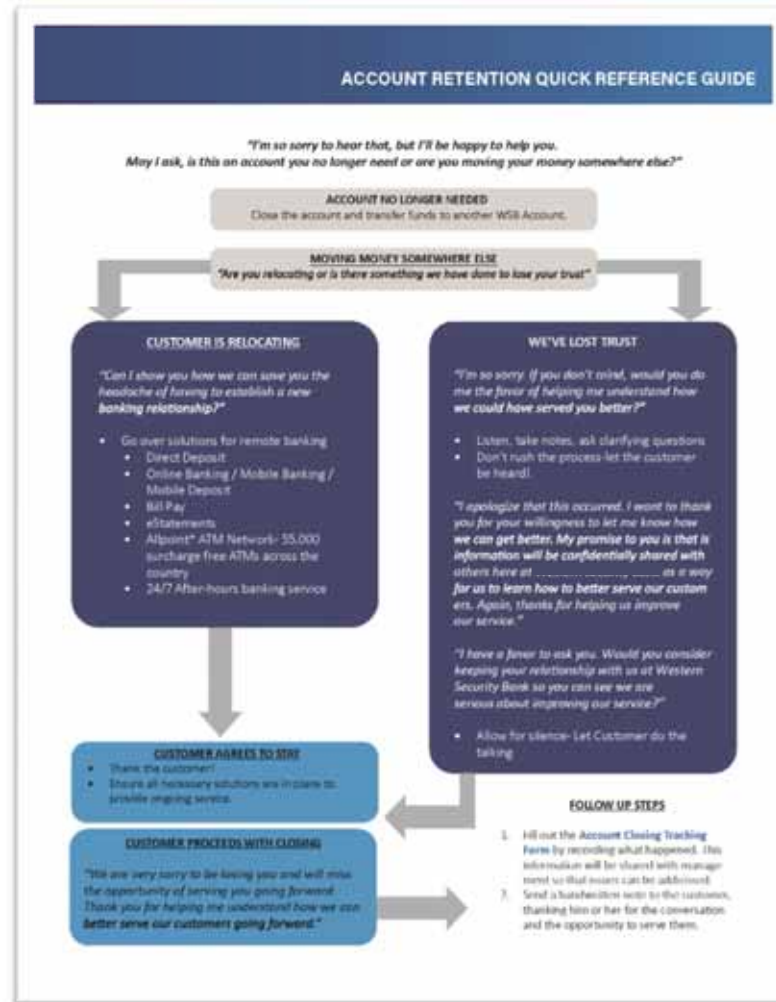 ACCOUNT RETENTION QUICK REFERENCE GUIDE
"I'm so sorry to hear that, but I'll be happy to help you.
May I ask, is this an account you no longer need or are you moving your money somewhere else?"
ACCOUNT NO LONGER NEEDED
Close the account and transfer funds to another WSB Account.
MOVING MONEY SOMEWHERE ELSE
"Are you relocating or is there something we have done to lose your trust"
CUSTOMER IS RELOCATING
"Can I show you how we can save you the
headache of having to establish a new
banking relationship?"
• Go over solutions for remote banking
• Direct Deposit
• Online Banking / Mobile Banking /
Mobile Deposit
• Bill Pay
• eStatements
• Allpoint® ATM Network- 55,000
surcharge free ATMs across the
country
• 24/7 After-hours banking service
WE'VE LOST TRUST
"I'm so sorry. If you don't mind, would you do
me the favor of helping me understand how
we could have served you better?"
• Listen, take notes, ask clarifying questions
• Don't rush the process-let the customer
be heard!
"I apologize that this occurred. I want to thank
you for your willingness to let me know how
we can get better. My promise to you is that is
information will be confidentially shared with
others here at as a way
for us to learn how to better serve our custom
ers. Again, thanks for helping us improve
our service."
"I have a favor to ask you. Would you consider
keeping your relationship with us at Western
Security Bank so you can see we are
serious about improving our service?"
• Allow for silence- Let Customer do the
talking
CUSTOMER AGREES TO STAY
• Thank the customer!
• Ensure all necessary solutions are in place to
provide ongoing service.
CUSTOMER PROCEEDS WITH CLOSING
"We are very sorry to be losing you and will miss
the opportunity of serving you going forward.
Thank you for helping me understand how we can
better serve our customers going forward."
FOLLOW UP STEPS
1. Fill out the Account Closing Tracking
Form by recording what happened. This
information will be shared with manage
ment so that issues can be addressed.
2. Send a handwritten note to the customer,
thanking him or her for the conversation
and the opportunity to serve them.